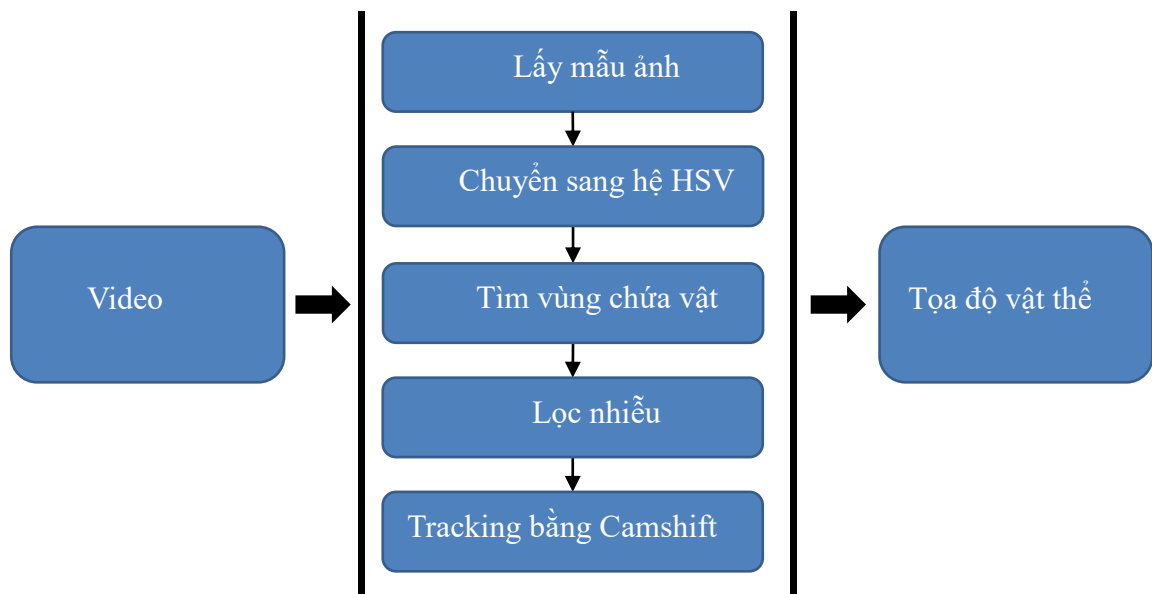 Video
Lấy mẫu ảnh
Chuyển sang hệ HSV
Tìm vùng chứa vật
Lọc nhiễu
Tracking bằng Camshift
Tọa độ vật thể